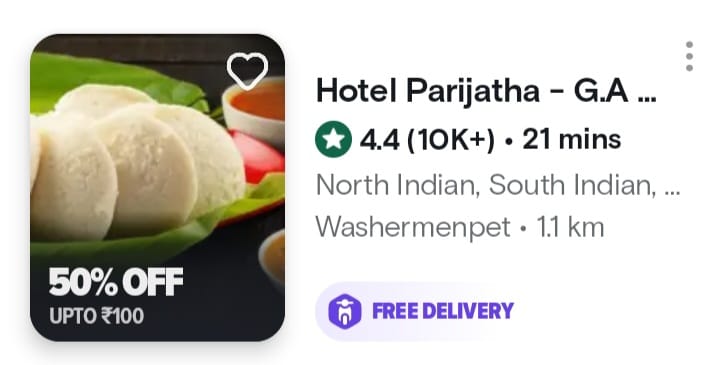 Hotel Parijatha - G.A ...
4.4 (10K+) • 21 mins
North Indian, South Indian, ...
Washermenpet • 1.1 km
50% OFF
UPTO ₹100
FREE DELIVERY